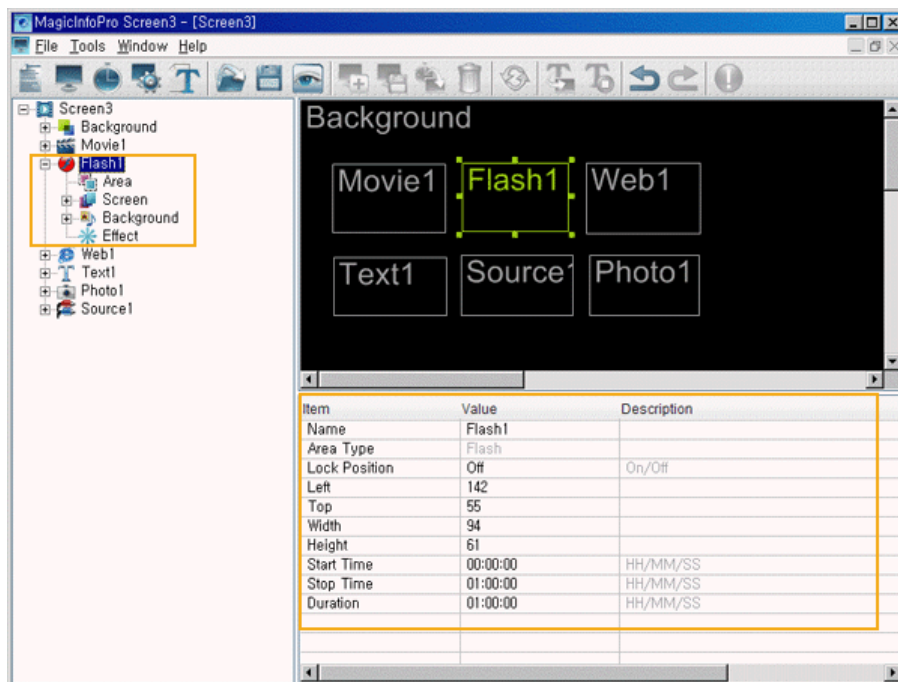 MagicInfoPro Screen3 - [Screen3]
File Tools Window Help
Screen3
Background
Movie1
Flash1
Area
Screen
Background
Effect
Web1
Text1
Photo1
Source1
Background
Movie1 Flash1 Web1
Text1 Source1 Photo1
Item Value Description
Name Flash1
Area Type Flash
Lock Position Off On/Off
Left 142
Top 55
Width 94
Height 61
Start Time 00:00:00 HH/MM/SS
Stop Time 01:00:00 HH/MM/SS
Duration 01:00:00 HH/MM/SS